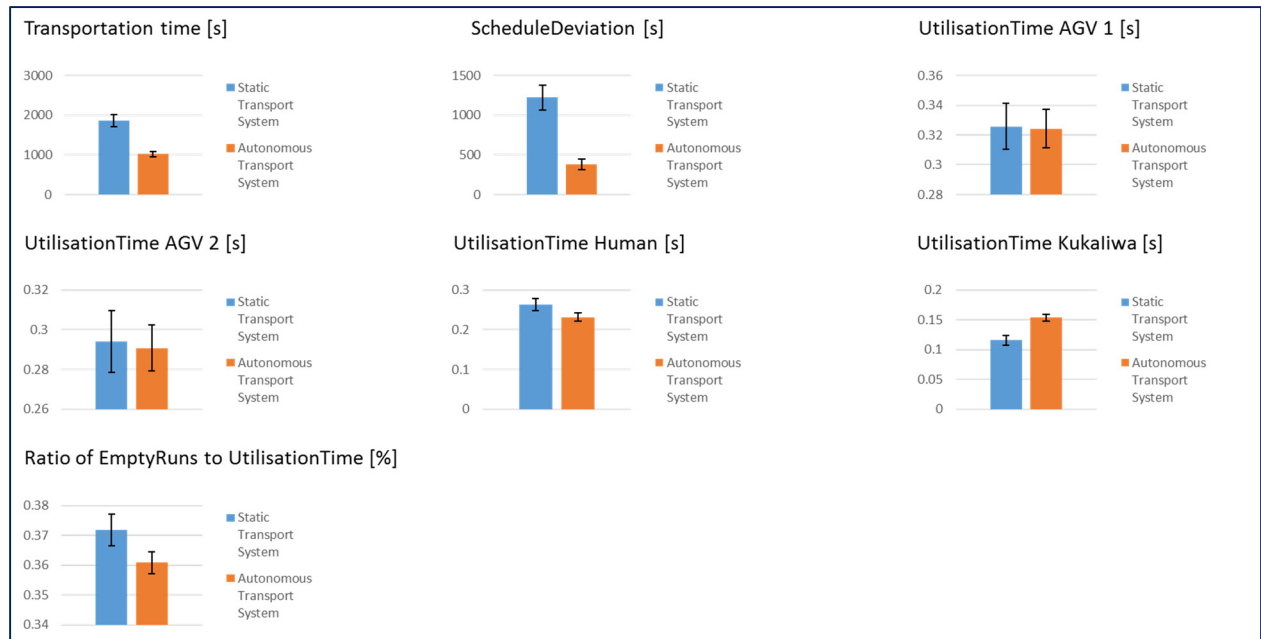 Transportation time [s]
3000
2000
1000
0
Static
Transport
System
Autonomous
Transport
System
ScheduleDeviation [s]
1500
1000
500
0
Static
Transport
System
Autonomous
Transport
System
UtilisationTime AGV 1 [s]
0.36
0.34
0.32
0.3
0.28
Static
Transport
System
Autonomous
Transport
System
UtilisationTime AGV 2 [s]
0.32
0.3
0.28
0.26
Static
Transport
System
Autonomous
Transport
System
UtilisationTime Human [s]
0.3
0.2
0.1
0
Static
Transport
System
Autonomous
Transport
System
UtilisationTime Kukaliwa [s]
0.2
0.15
0.1
0.05
0
Static
Transport
System
Autonomous
Transport
System
Ratio of EmptyRuns to UtilisationTime [%]
0.38
0.37
0.36
0.35
0.34
Static
Transport
System
Autonomous
Transport
System